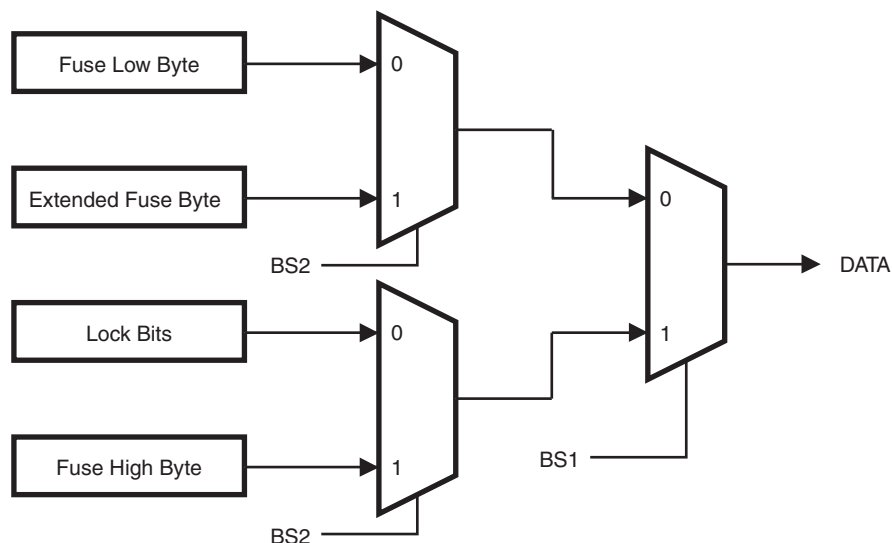 Fuse Low Byte
0
Extended Fuse Byte
1
BS2
0
1
DATA
Lock Bits
0
Fuse High Byte
1
BS2
BS1